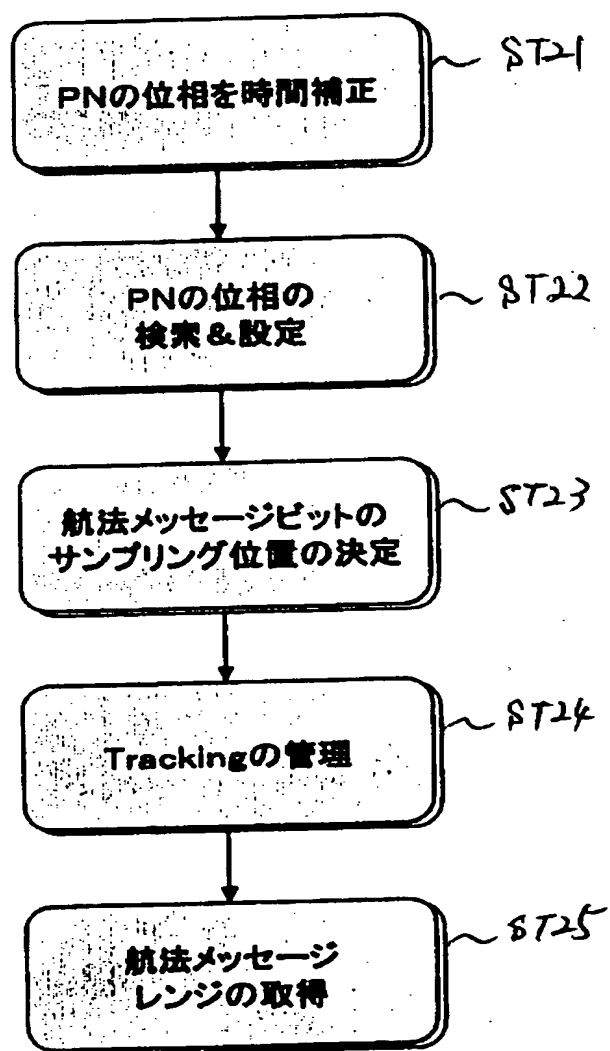 PNの位相を時間補正
ST21
PNの位相の
検索＆設定
ST22
航法メッセージビットの
サンプリング位置の決定
ST23
Trackingの管理
ST24
航法メッセージ
レンジの取得
ST25